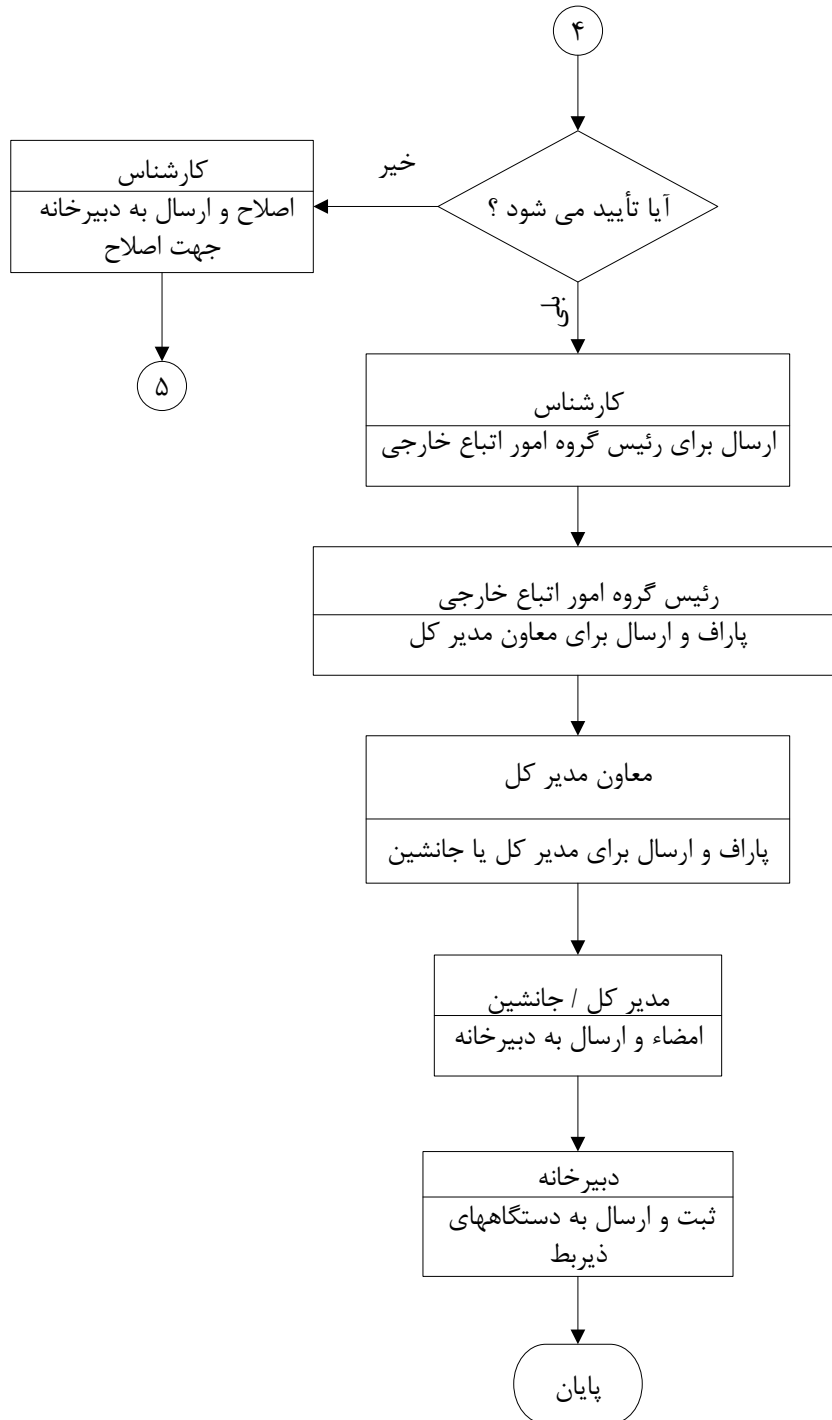 ۴
آیا تأیید می شود ؟
خیر
کارشناس
اصلاح و ارسال به دبیرخانه
جهت اصلاح
۵
بلی
کارشناس
ارسال برای رئیس گروه امور اتباع خارجی
رئیس گروه امور اتباع خارجی
پاراف و ارسال برای معاون مدیر کل
معاون مدیر کل
پاراف و ارسال برای مدیر کل یا جانشین
مدیر کل / جانشین
امضاء و ارسال به دبیرخانه
دبیرخانه
ثبت و ارسال به دستگاههای
ذیربط
پایان